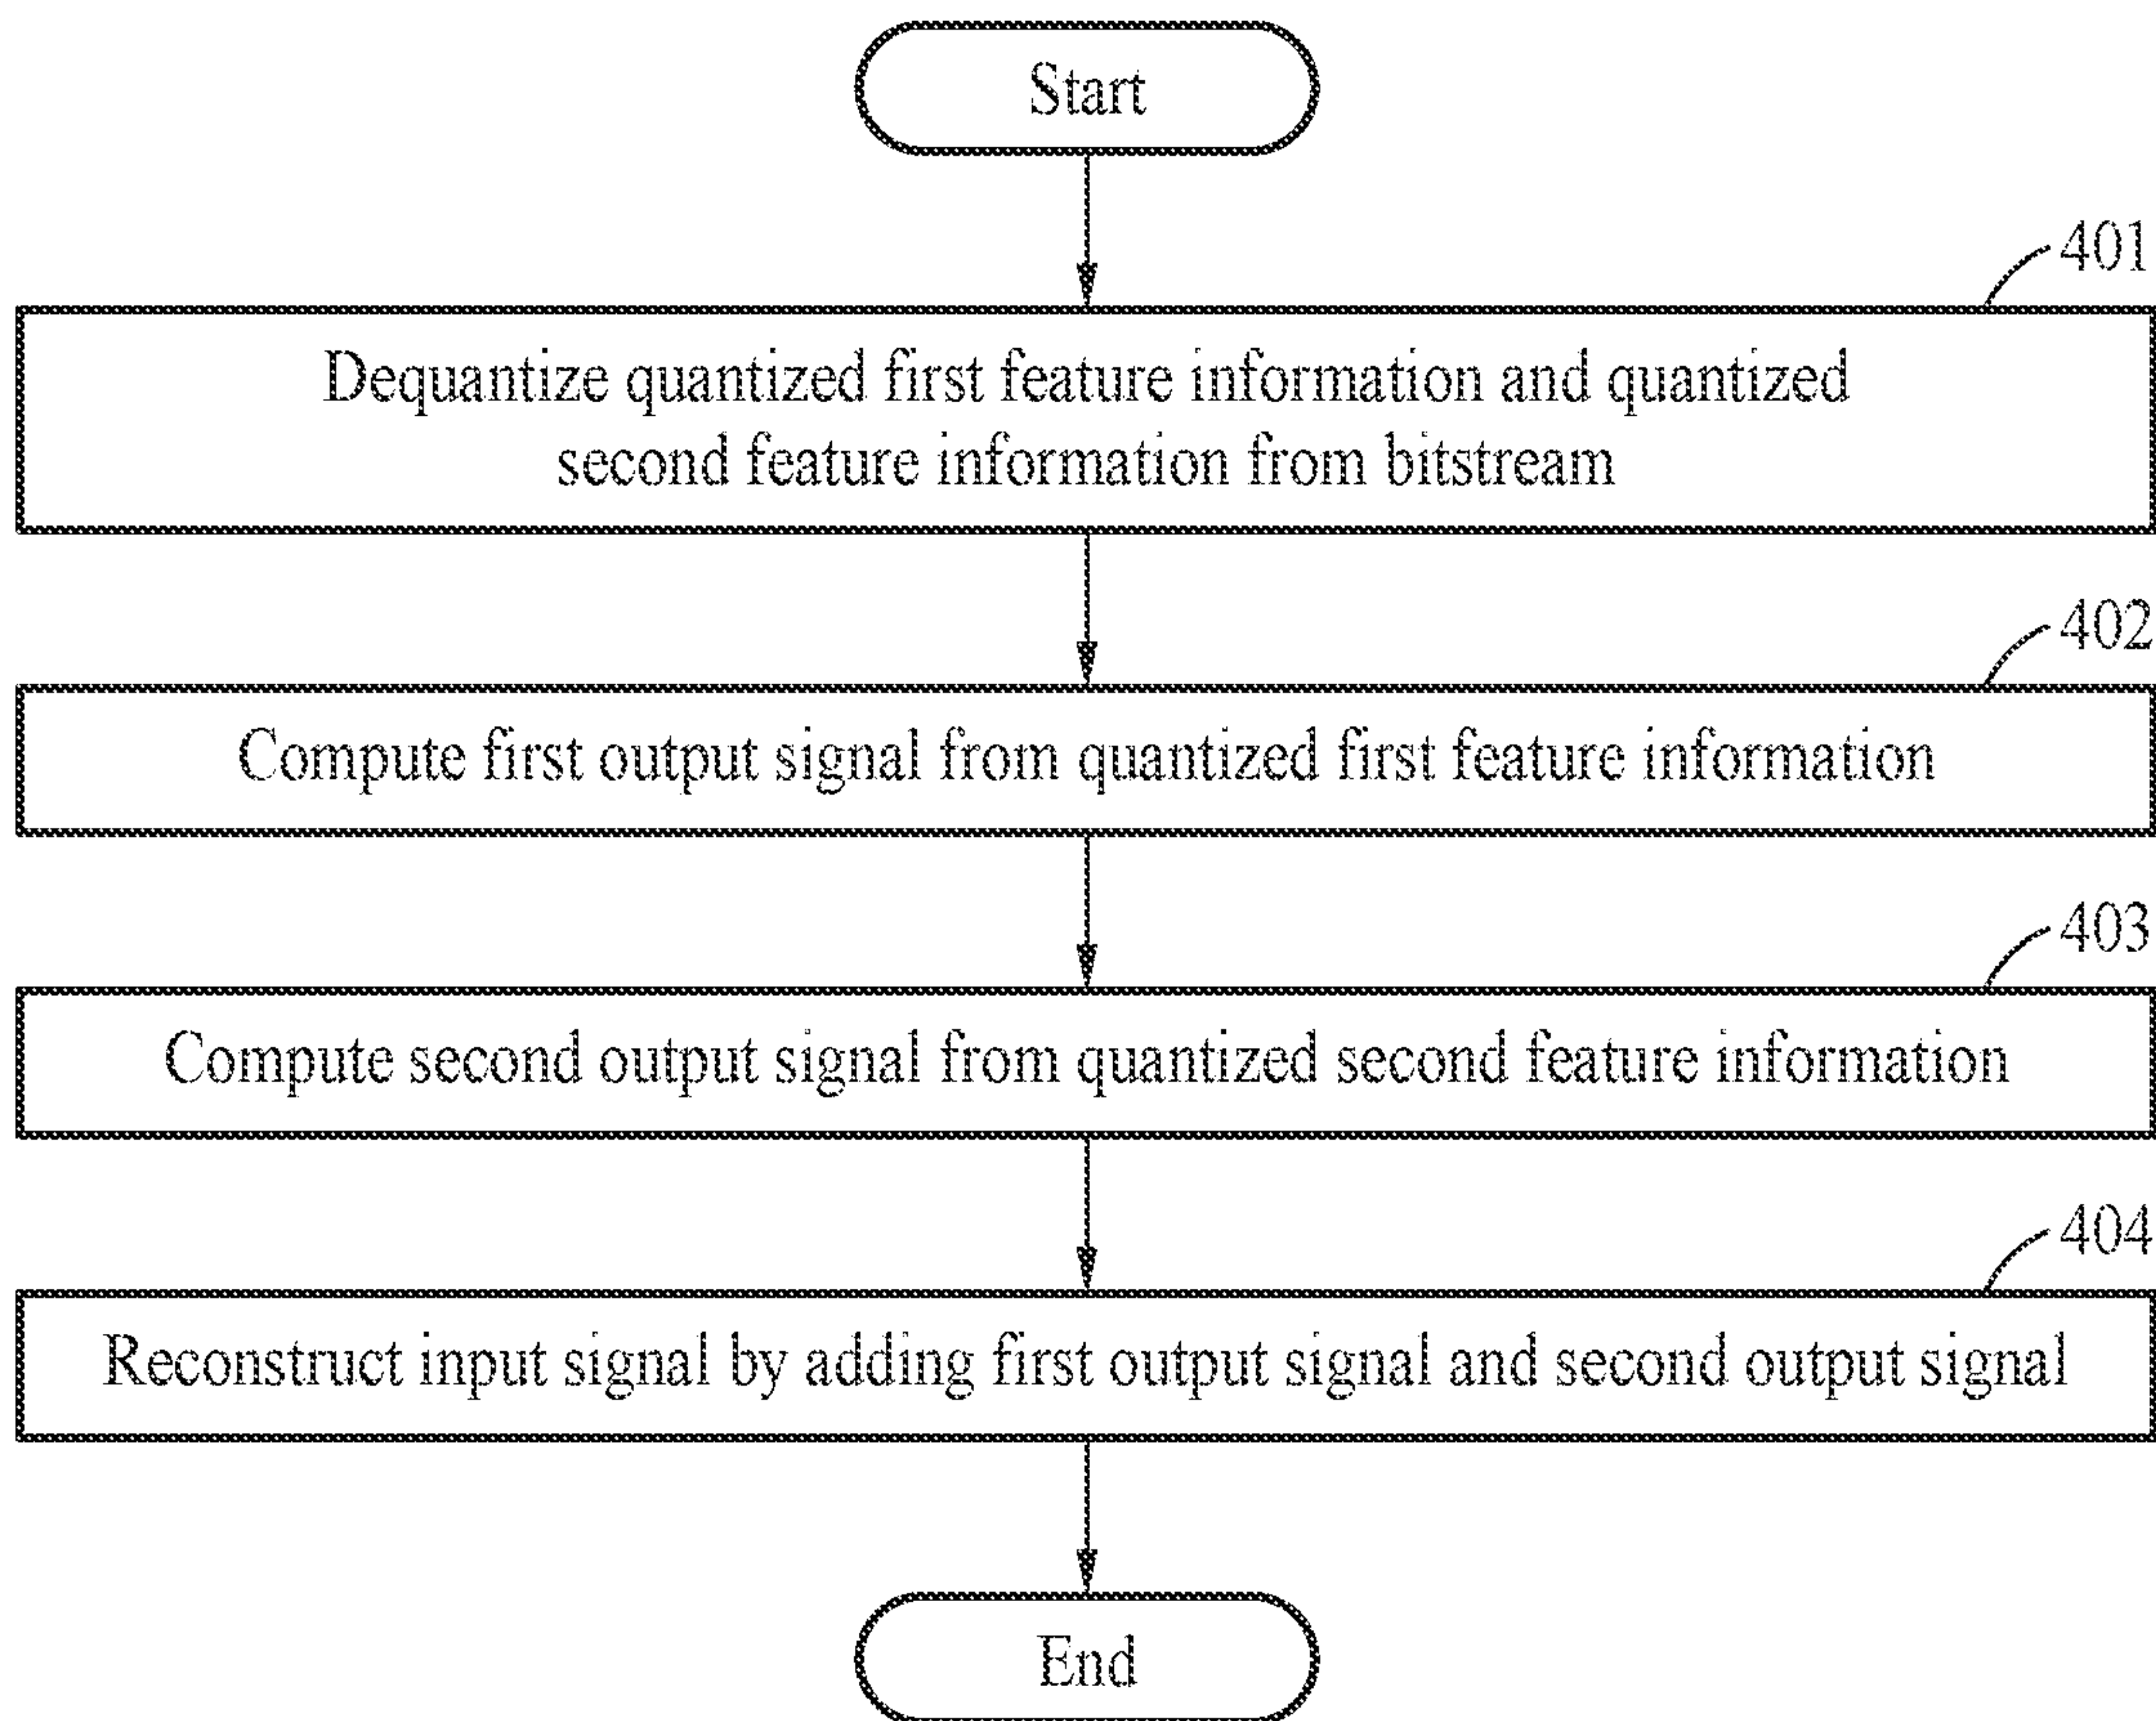 Start
401
Dequantize quantized first feature information and quantized
second feature information from bitstream
402
Compute first output signal from quantized first feature information
403
Compute second output signal from quantized second feature information
404
Reconstruct input signal by adding first output signal and second output signal
End